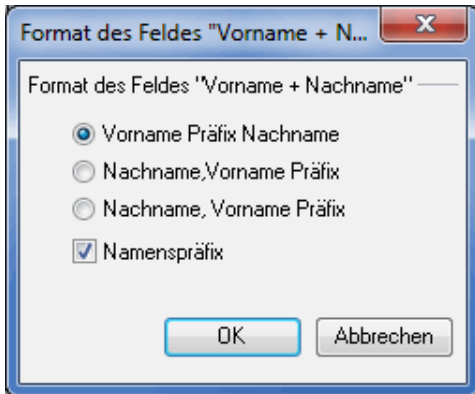 Format des Feldes "Vorname + N...
Format des Feldes "Vorname + Nachname"
Vorname Präfix Nachname
Nachname,Vorname Präfix
Nachname, Vorname Präfix
Namenspräfix
OK Abbrechen